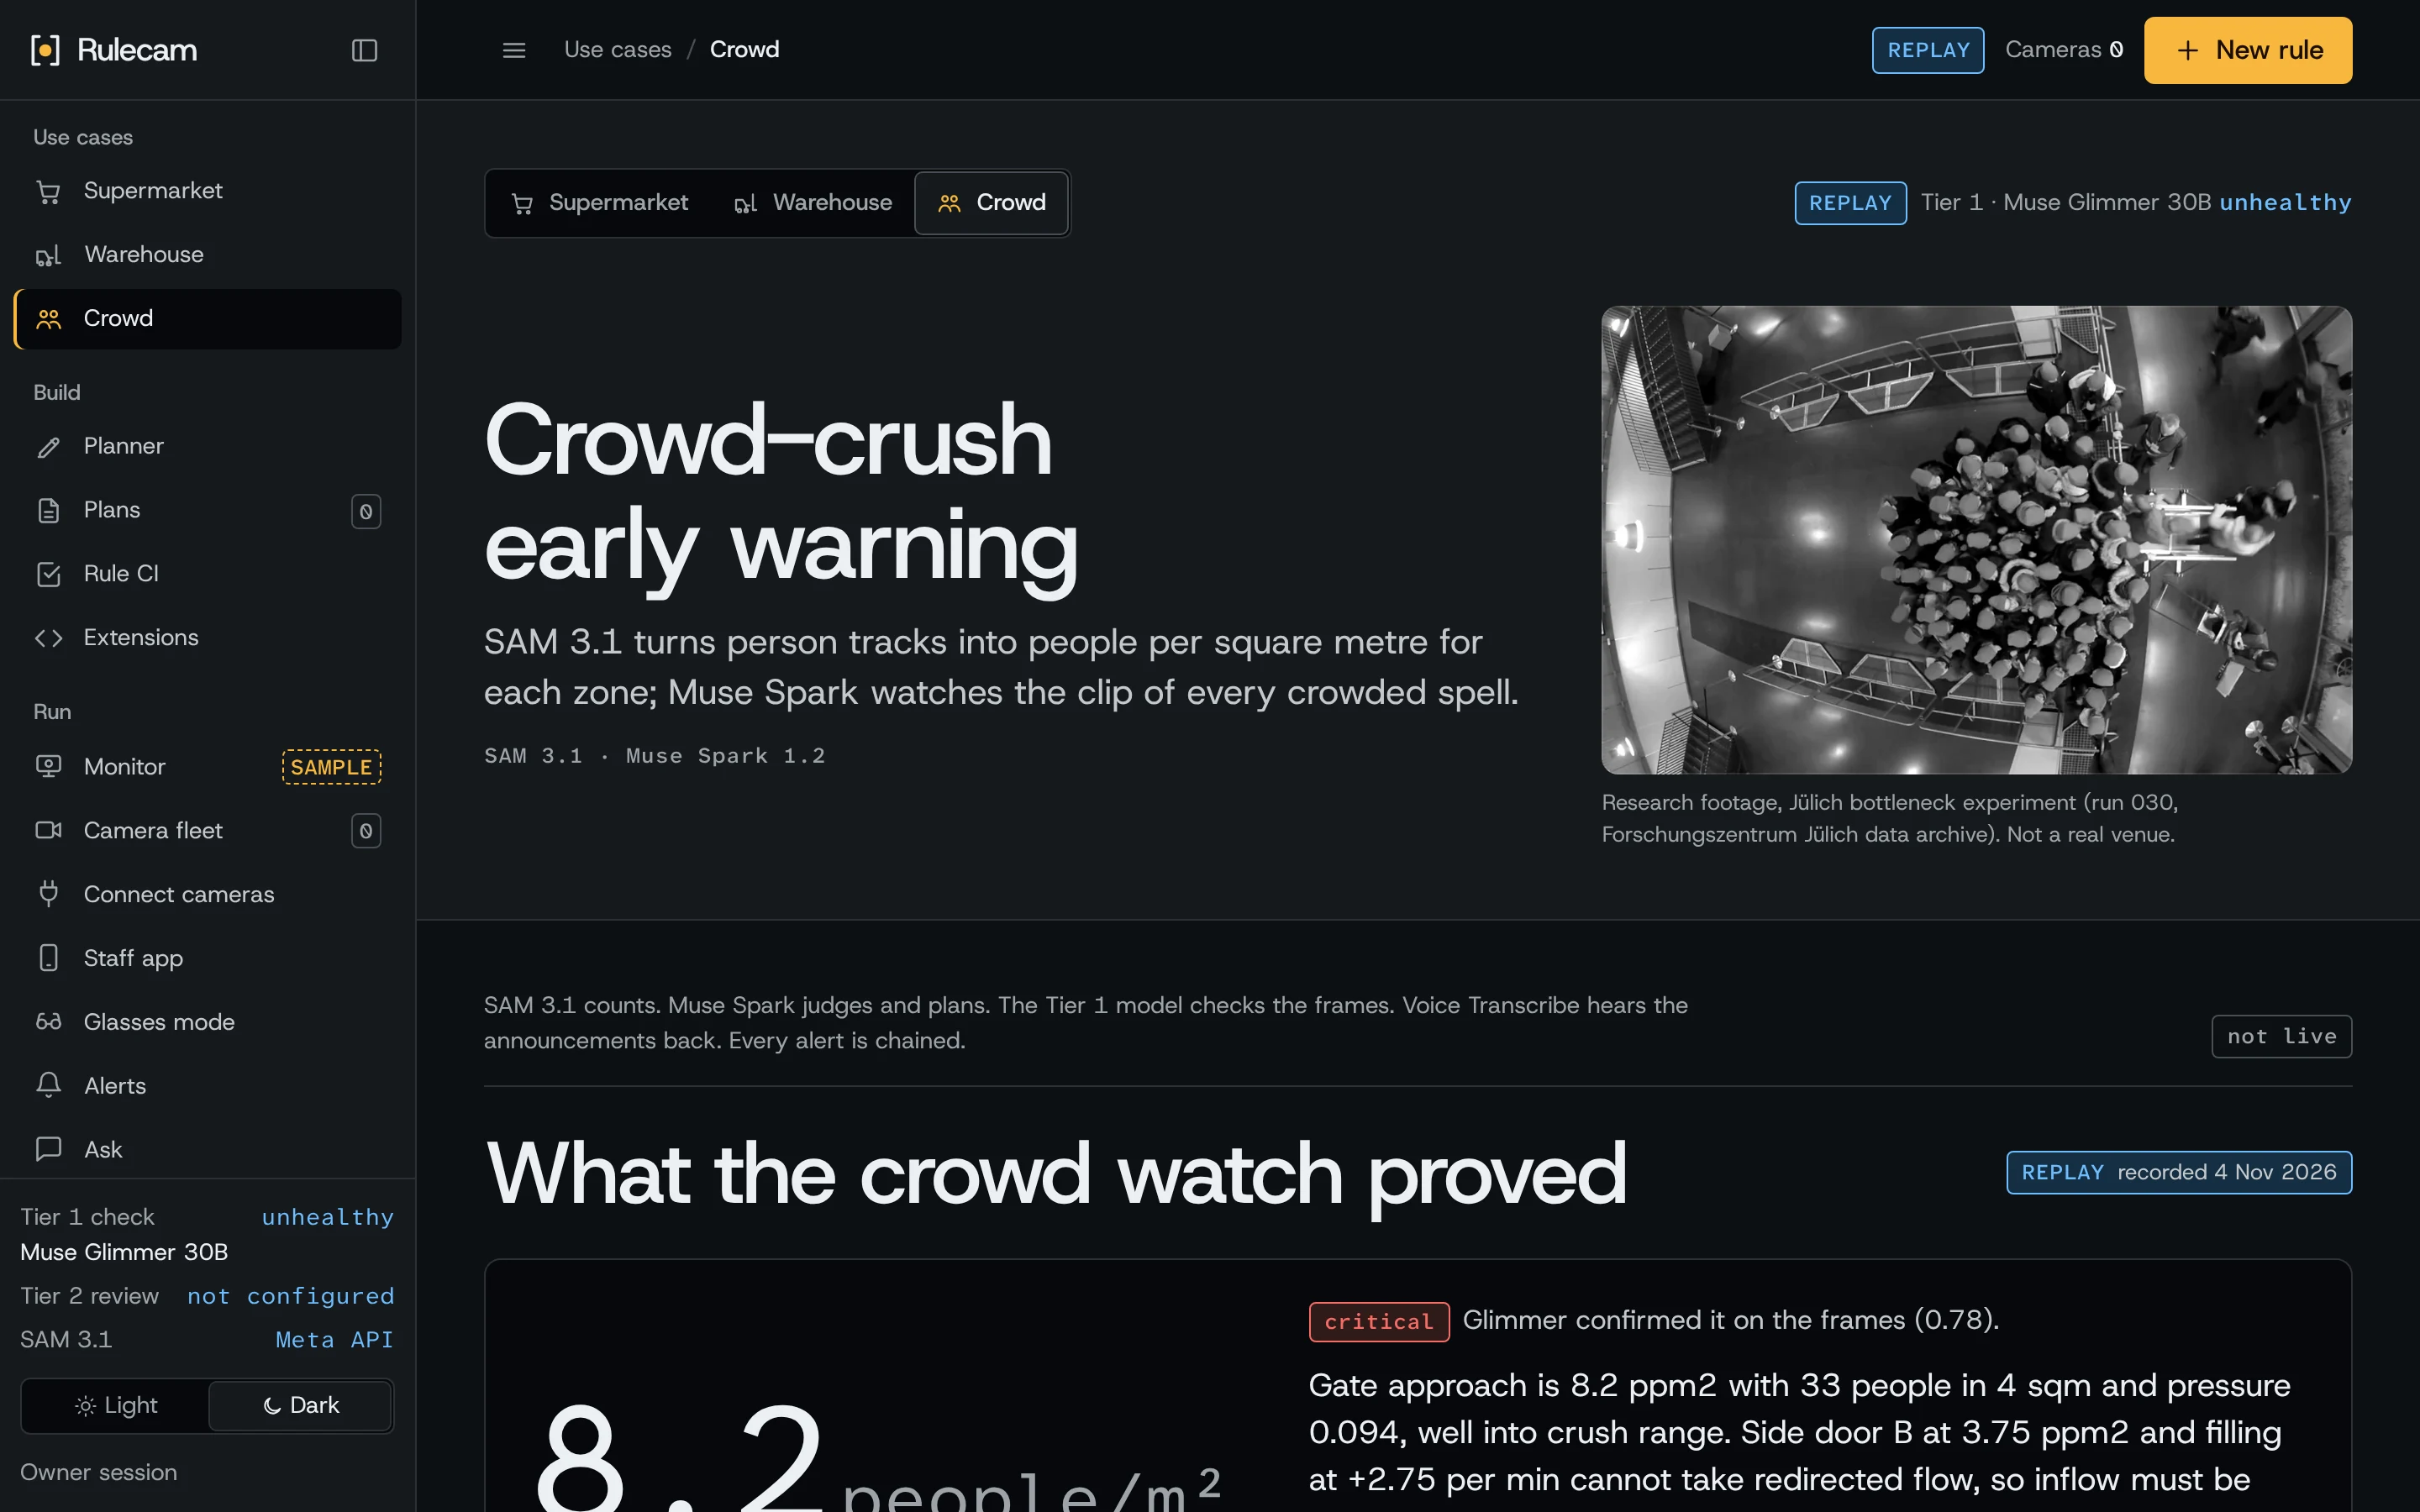 Rulecam
Use cases / Crowd
REPLAY
Cameras 0
New rule
Use cases
Supermarket
Warehouse
Crowd
Build
Planner
Plans 0
Rule CI
Extensions
Run
Monitor SAMPLE
Camera fleet 0
Connect cameras
Staff app
Glasses mode
Alerts
Ask
Tier 1 check unhealthy
Muse Glimmer 30B
Tier 2 review not configured
SAM 3.1 Meta API
Light Dark
Owner session
Supermarket Warehouse Crowd
REPLAY Tier 1 · Muse Glimmer 30B unhealthy
Crowd–crush
early warning
SAM 3.1 turns person tracks into people per square metre for
each zone; Muse Spark watches the clip of every crowded spell.
SAM 3.1 · Muse Spark 1.2
Research footage, Jülich bottleneck experiment (run 030,
Forschungszentrum Jülich data archive). Not a real venue.
SAM 3.1 counts. Muse Spark judges and plans. The Tier 1 model checks the frames. Voice Transcribe hears the
announcements back. Every alert is chained.
not live
What the crowd watch proved
REPLAY recorded 4 Nov 2026
8.2 people/m²
critical Glimmer confirmed it on the frames (0.78).
Gate approach is 8.2 ppm2 with 33 people in 4 sqm and pressure
0.094, well into crush range. Side door B at 3.75 ppm2 and filling
at +2.75 per min cannot take redirected flow, so inflow must be